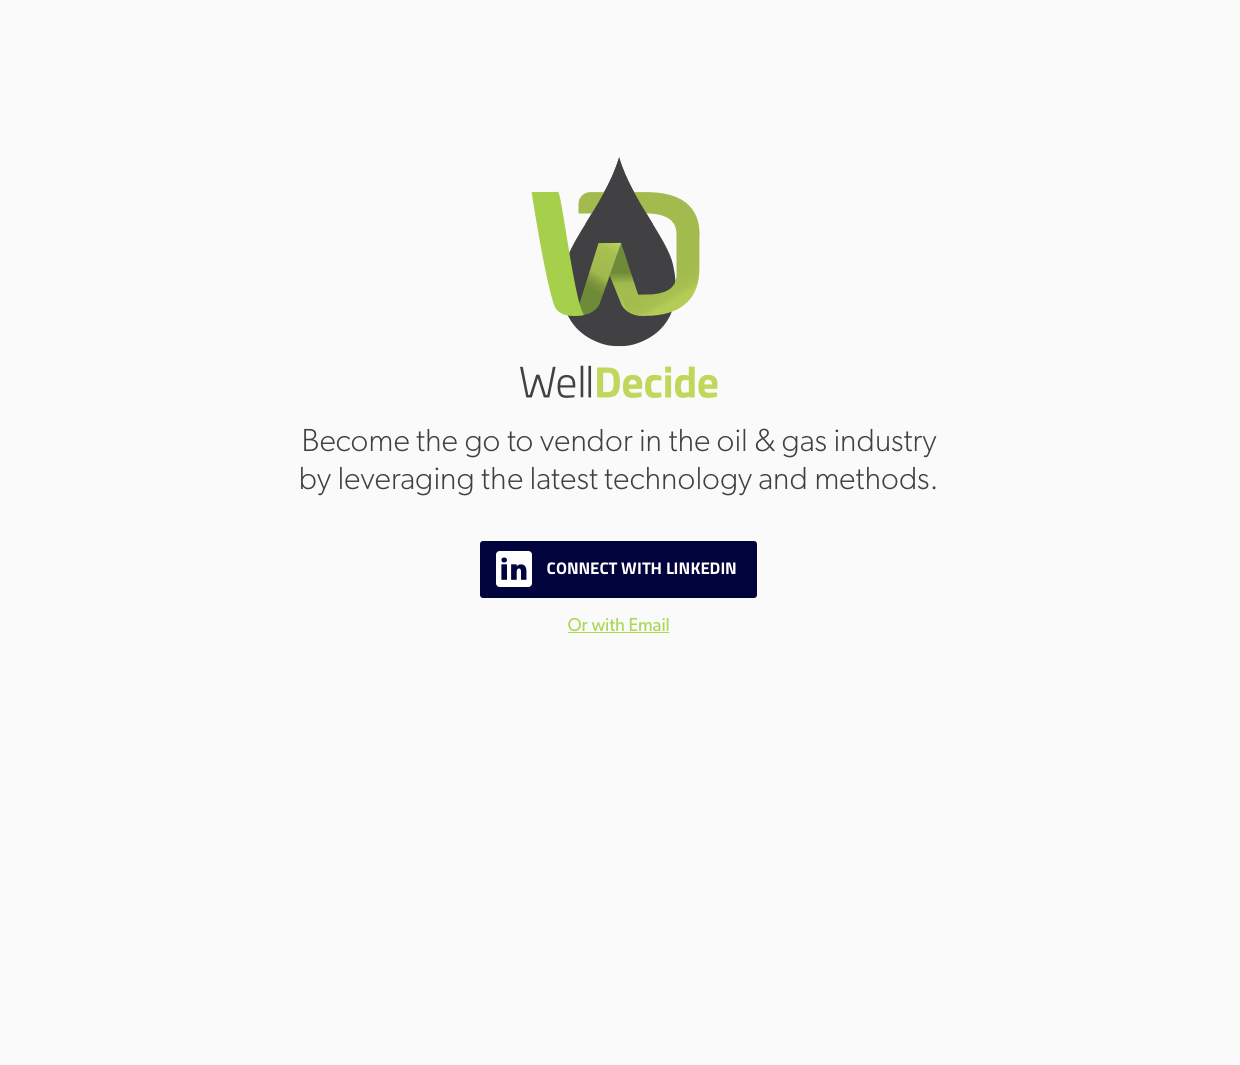 WD
WellDecide
Become the go to vendor in the oil & gas industry
by leveraging the latest technology and methods.
in CONNECT WITH LINKEDIN
Or with Email